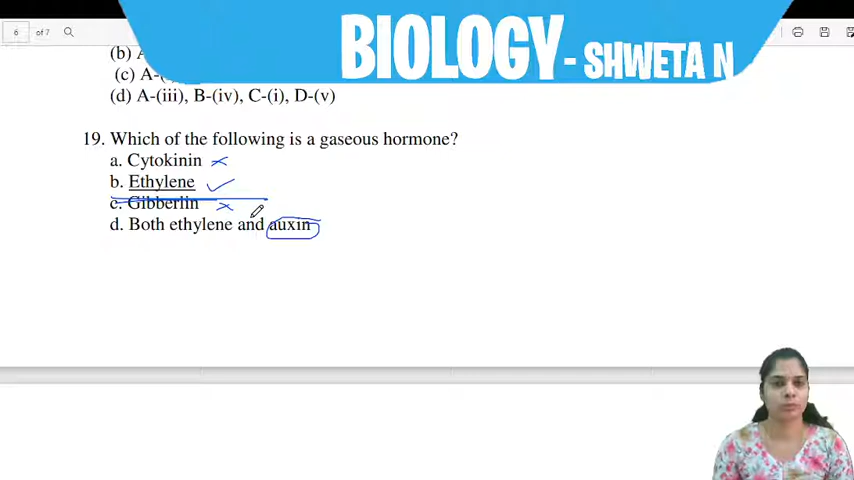 6 of 7
BIOLOGY - SHWETA N
(b) A
(c) A-(
(d) A-(iii), B-(iv), C-(i), D-(v)
19. Which of the following is a gaseous hormone?
a. Cytokinin
b. Ethylene
c. Gibberlin
d. Both ethylene and auxin